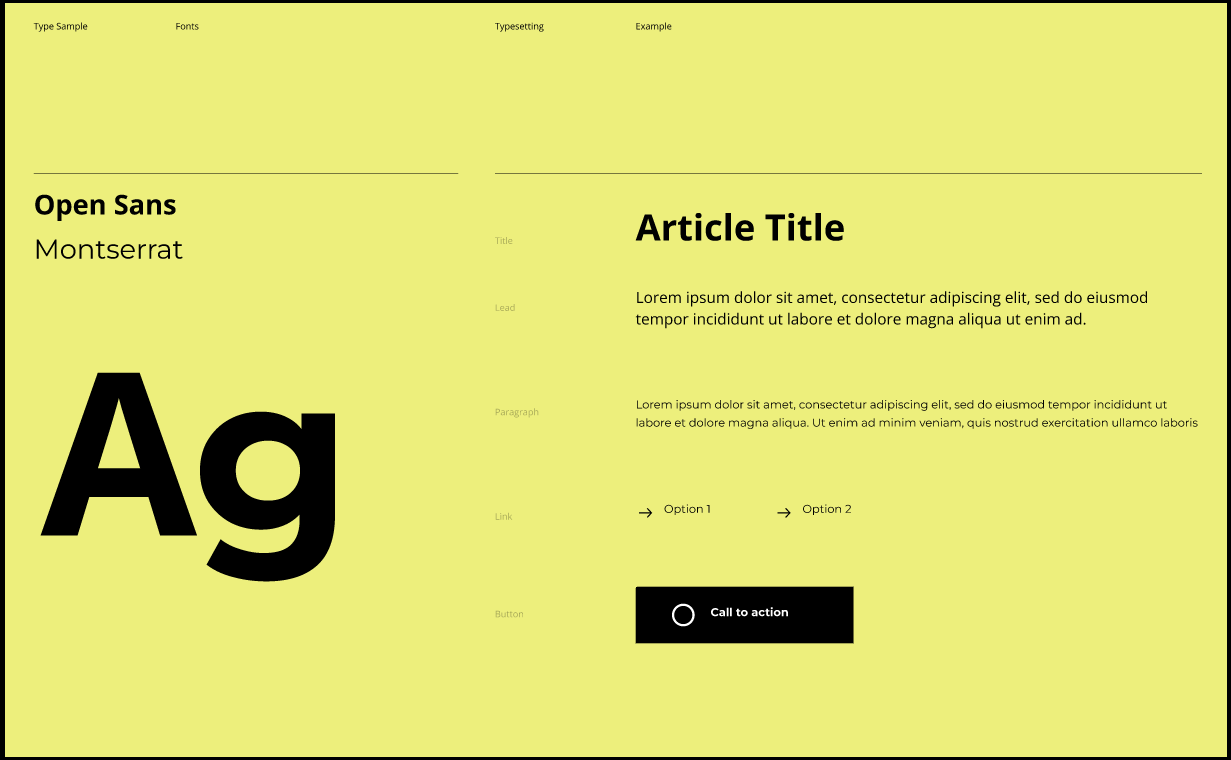 Type Sample
Fonts
Typesetting
Example
Open Sans
Montserrat
Ag
Title
Article Title
Lead
Lorem ipsum dolor sit amet, consectetur adipiscing elit, sed do eiusmod
tempor incididunt ut labore et dolore magna aliqua ut enim ad.
Paragraph
Lorem ipsum dolor sit amet, consectetur adipiscing elit, sed do eiusmod tempor incididunt ut
labore et dolore magna aliqua. Ut enim ad minim veniam, quis nostrud exercitation ullamco laboris
Link
Option 1
Option 2
Button
Call to action